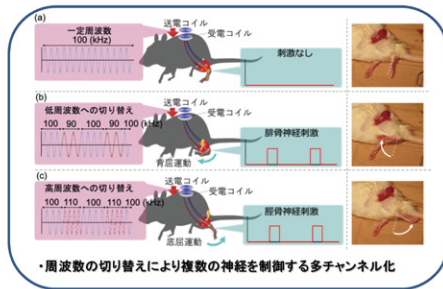 (a)
一定周波数
100 (kHz)
送電コイル
受電コイル
刺激なし
(b)
低周波数への切り替え
100 90 100 90 100 (kHz)
送電コイル
受電コイル
腓骨神経刺激
背屈運動
(c)
高周波数への切り替え
100 110 100 110 100 (kHz)
送電コイル
受電コイル
脛骨神経刺激
底屈運動
・周波数の切り替えにより複数の神経を制御する多チャンネル化